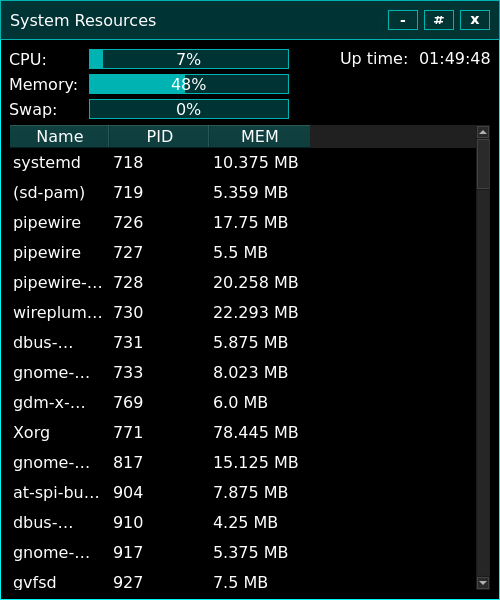 System Resources - # x
CPU: 7% Up time: 01:49:48
Memory: 48%
Swap: 0%
Name PID MEM
systemd 718 10.375 MB
(sd-pam) 719 5.359 MB
pipewire 726 17.75 MB
pipewire 727 5.5 MB
pipewire-... 728 20.258 MB
wireplum... 730 22.293 MB
dbus-... 731 5.875 MB
gnome-... 733 8.023 MB
gdm-x-... 769 6.0 MB
Xorg 771 78.445 MB
gnome-... 817 15.125 MB
at-spi-bu... 904 7.875 MB
dbus-... 910 4.25 MB
gnome-... 917 5.375 MB
gvfsd 927 7.5 MB